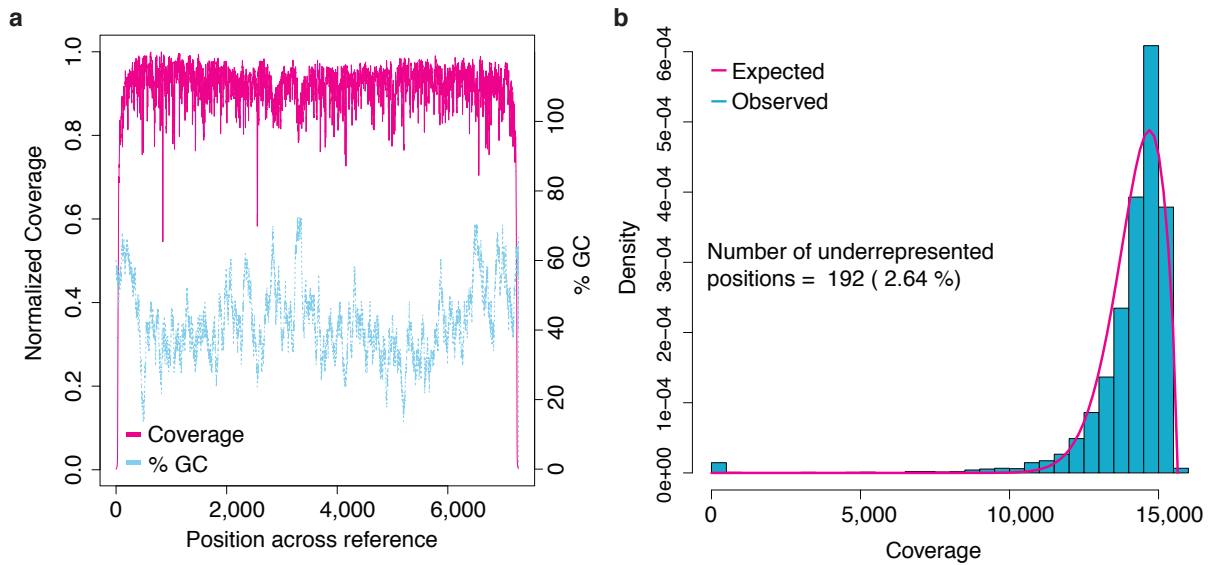 a
Normalized Coverage
1.0
0.8
0.6
0.4
0.2
0.0
100
80
60
40
20
0
% GC
Coverage
% GC
0
2,000
4,000
6,000
Position across reference
b
Density
6e−04
5e−04
4e−04
3e−04
2e−04
1e−04
0e+00
Expected
Observed
Number of underrepresented
positions = 192 ( 2.64 %)
0
5,000
10,000
15,000
Coverage